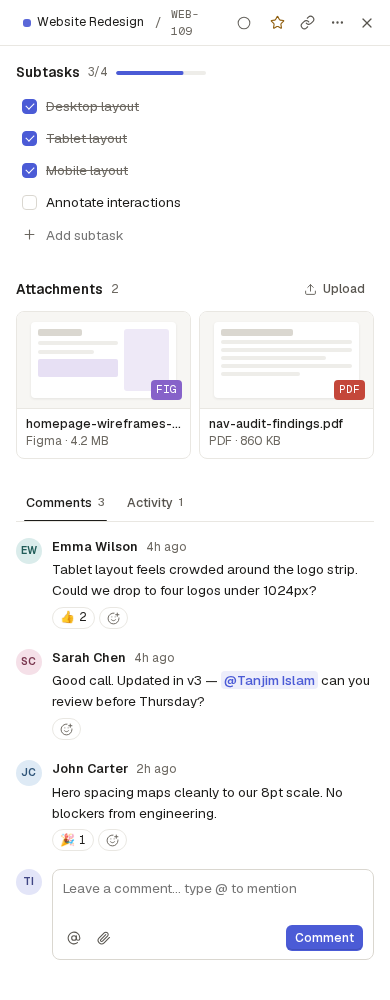 Website Redesign / WEB-
109
Subtasks 3/4
Desktop layout
Tablet layout
Mobile layout
Annotate interactions
Add subtask
Attachments 2 Upload
FIG PDF
homepage-wireframes-... nav-audit-findings.pdf
Figma · 4.2 MB PDF · 860 KB
Comments 3 Activity 1
EW Emma Wilson 4h ago
Tablet layout feels crowded around the logo strip.
Could we drop to four logos under 1024px?
👍 2
SC Sarah Chen 4h ago
Good call. Updated in v3 — @Tanjim Islam can you
review before Thursday?
JC John Carter 2h ago
Hero spacing maps cleanly to our 8pt scale. No
blockers from engineering.
🎉 1
TI Leave a comment... type @ to mention
@ Comment